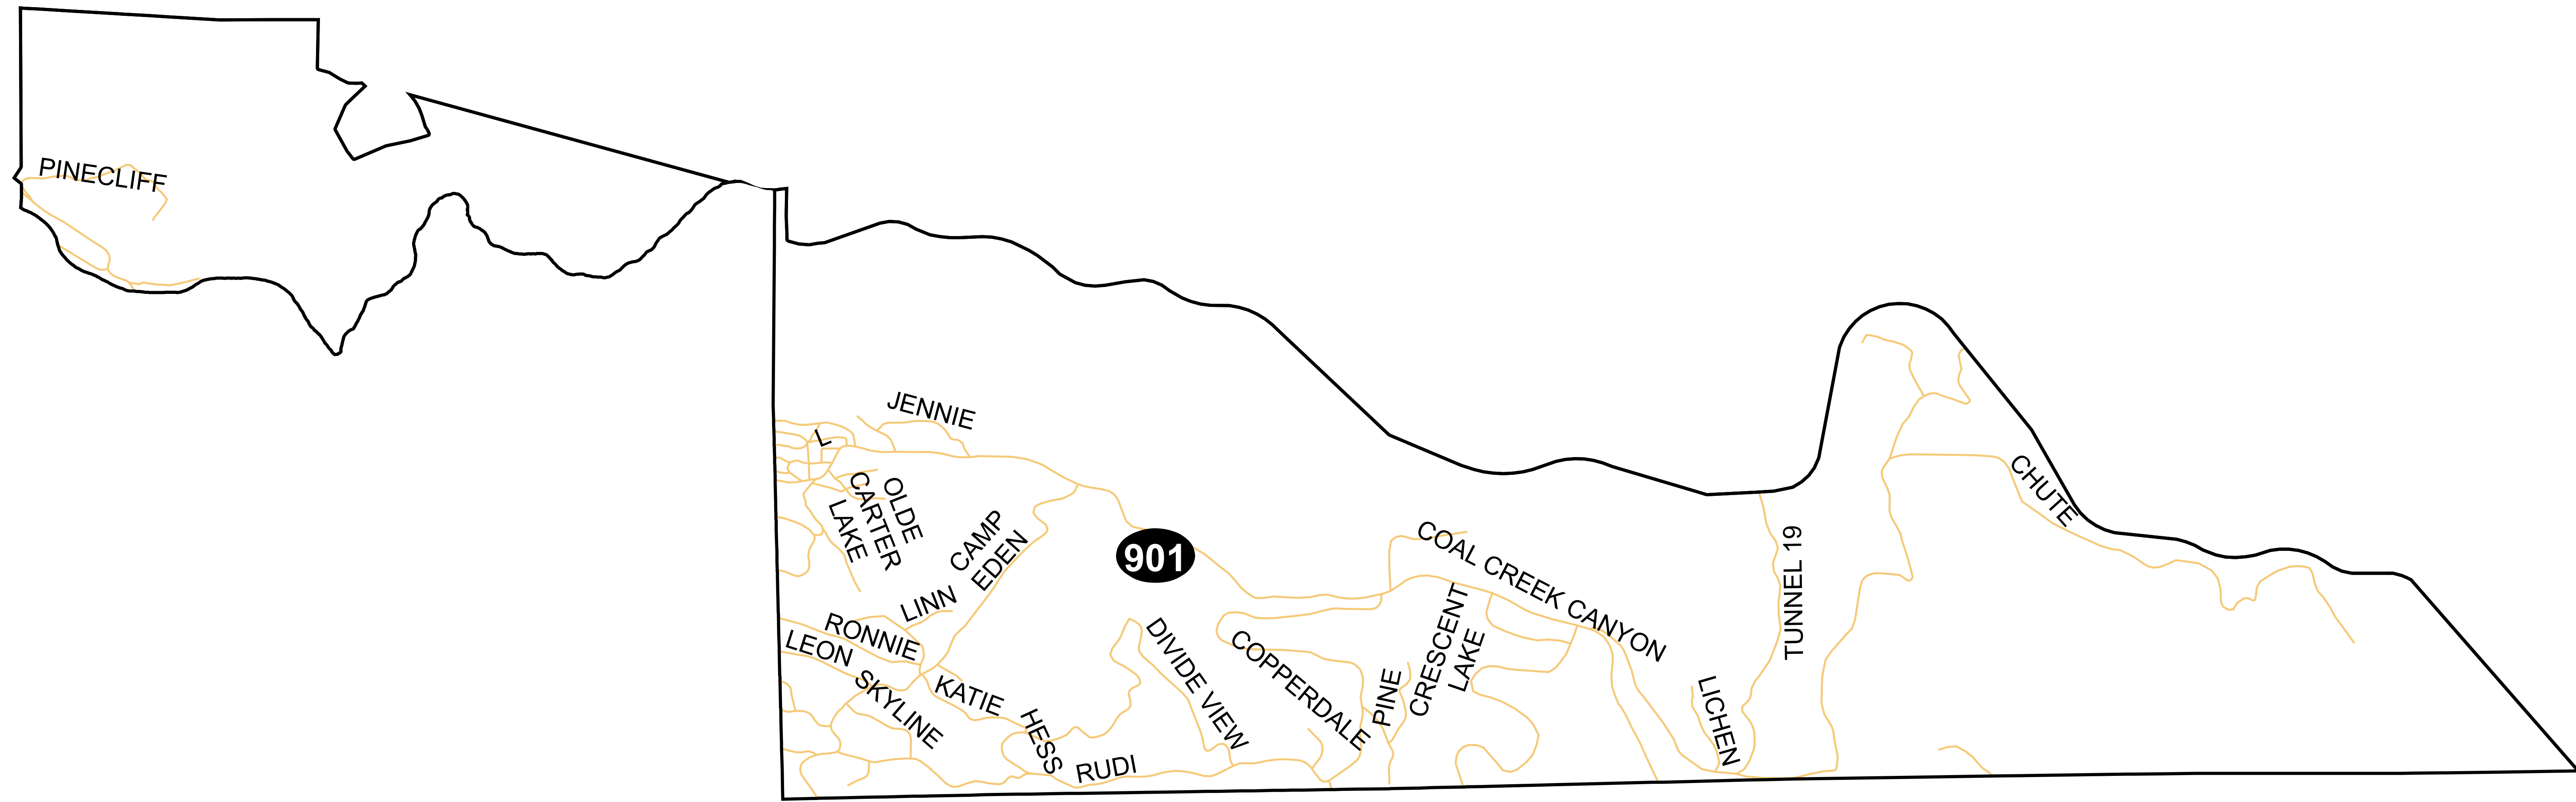 PINECLIFF
JENNIE
L
OLDE
CARTER
LAKE
CAMP
EDEN
901
COAL CREEK CANYON
CHUTE
TUNNEL 19
LINN
RONNIE
LEON
SKYLINE
KATIE
HESS
RUDI
DIVIDE VIEW
COPPERDALE
PINE
CRESCENT
LAKE
LICHEN